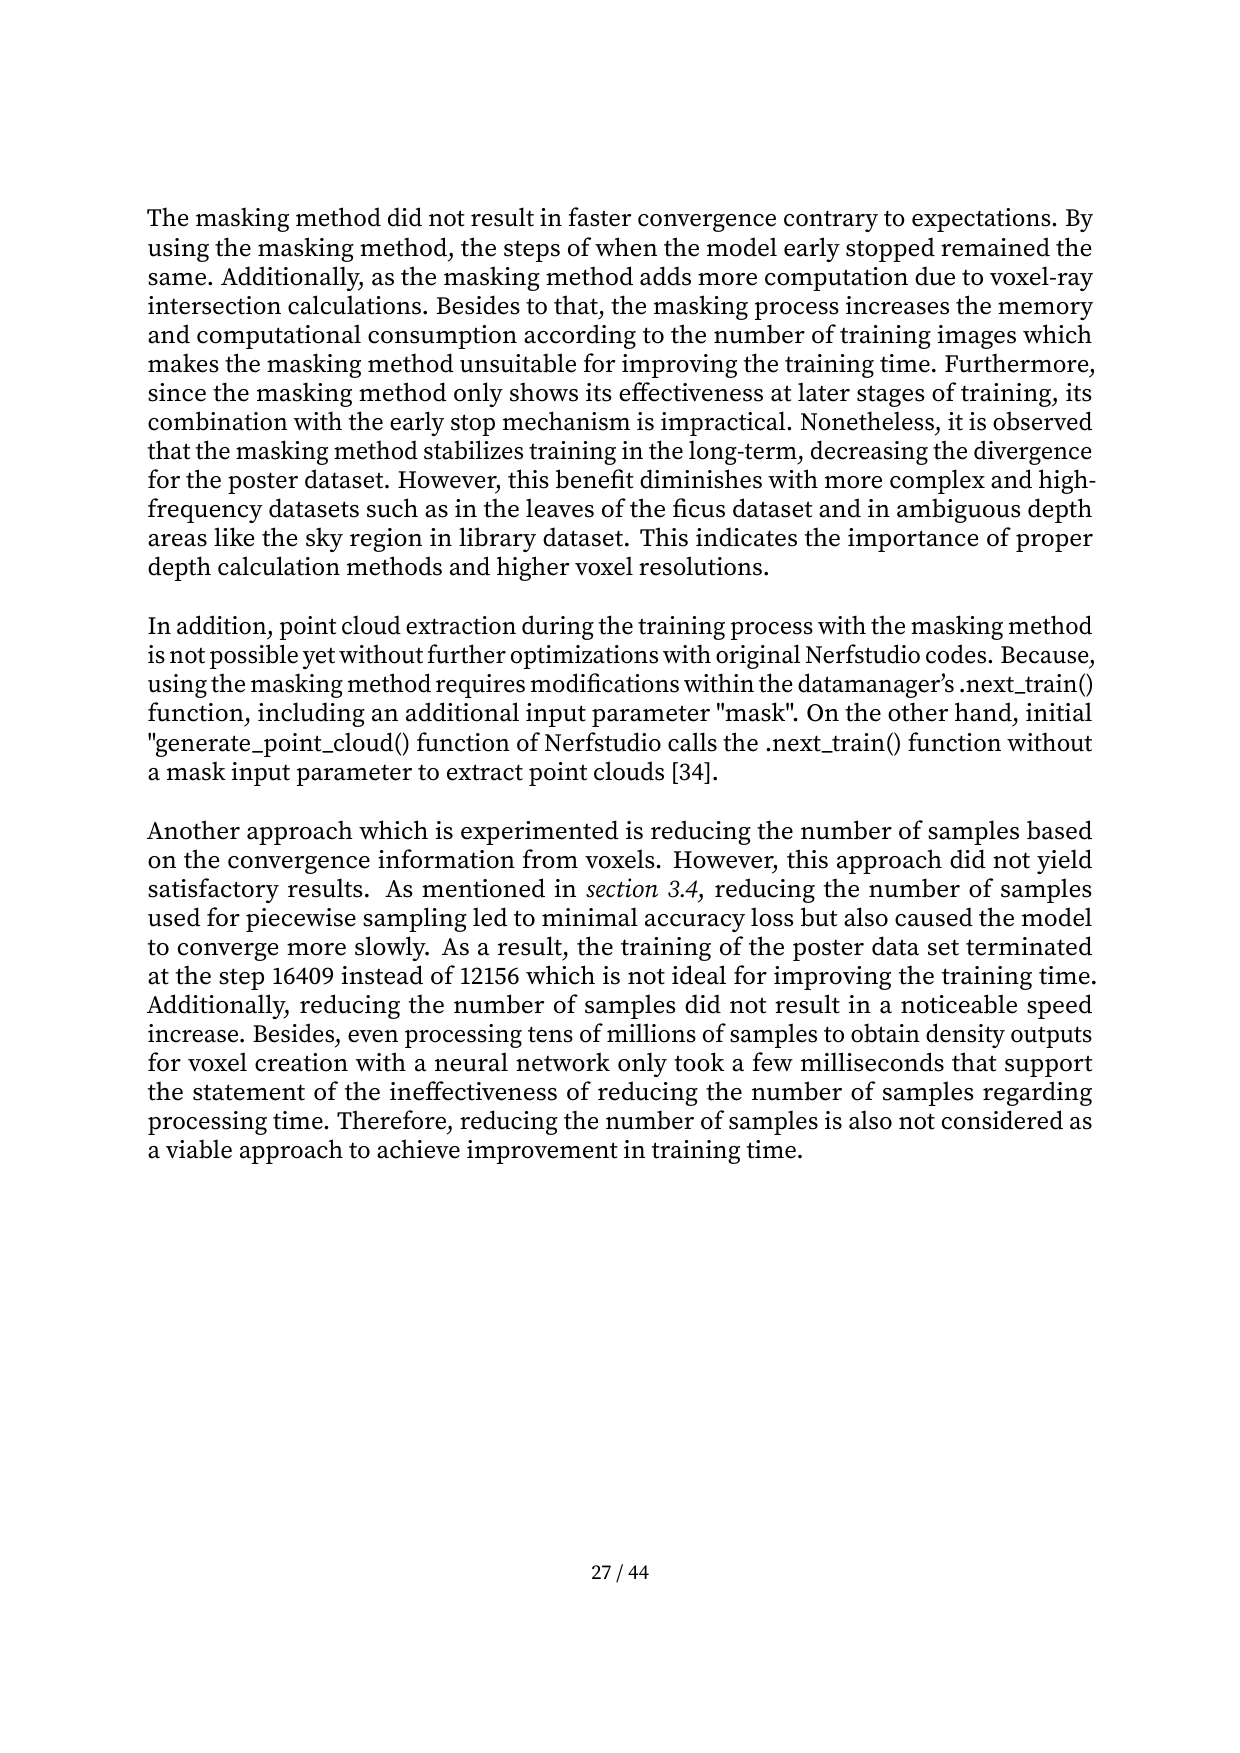 The masking method did not result in faster convergence contrary to expectations. By
using the masking method, the steps of when the model early stopped remained the
same. Additionally, as the masking method adds more computation due to voxel-ray
intersection calculations. Besides to that, the masking process increases the memory
and computational consumption according to the number of training images which
makes the masking method unsuitable for improving the training time. Furthermore,
since the masking method only shows its effectiveness at later stages of training, its
combination with the early stop mechanism is impractical. Nonetheless, it is observed
that the masking method stabilizes training in the long-term, decreasing the divergence
for the poster dataset. However, this benefit diminishes with more complex and high-
frequency datasets such as in the leaves of the ficus dataset and in ambiguous depth
areas like the sky region in library dataset. This indicates the importance of proper
depth calculation methods and higher voxel resolutions.
In addition, point cloud extraction during the training process with the masking method
is not possible yet without further optimizations with original Nerfstudio codes. Because,
using the masking method requires modifications within the datamanager’s .next_train()
function, including an additional input parameter "mask". On the other hand, initial
"generate_point_cloud() function of Nerfstudio calls the .next_train() function without
a mask input parameter to extract point clouds [34].
Another approach which is experimented is reducing the number of samples based
on the convergence information from voxels. However, this approach did not yield
satisfactory results. As mentioned in section 3.4, reducing the number of samples
used for piecewise sampling led to minimal accuracy loss but also caused the model
to converge more slowly. As a result, the training of the poster data set terminated
at the step 16409 instead of 12156 which is not ideal for improving the training time.
Additionally, reducing the number of samples did not result in a noticeable speed
increase. Besides, even processing tens of millions of samples to obtain density outputs
for voxel creation with a neural network only took a few milliseconds that support
the statement of the ineffectiveness of reducing the number of samples regarding
processing time. Therefore, reducing the number of samples is also not considered as
a viable approach to achieve improvement in training time.
27 / 44